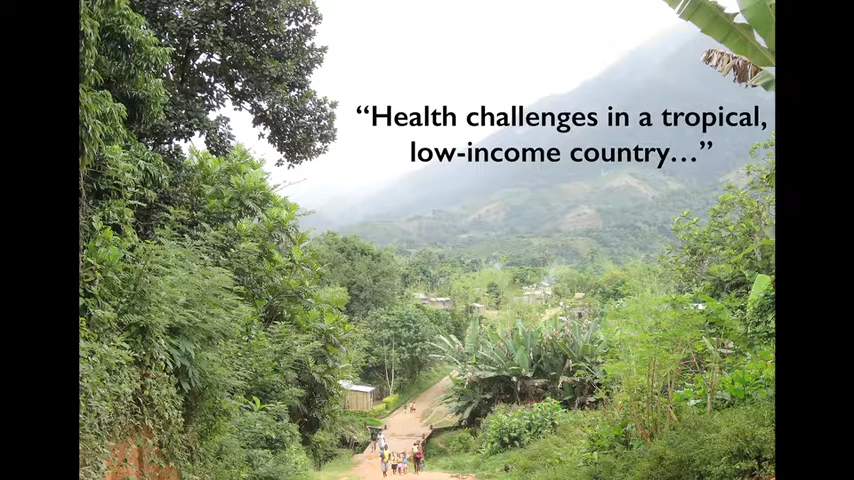 “Health challenges in a tropical,
low-income country…”